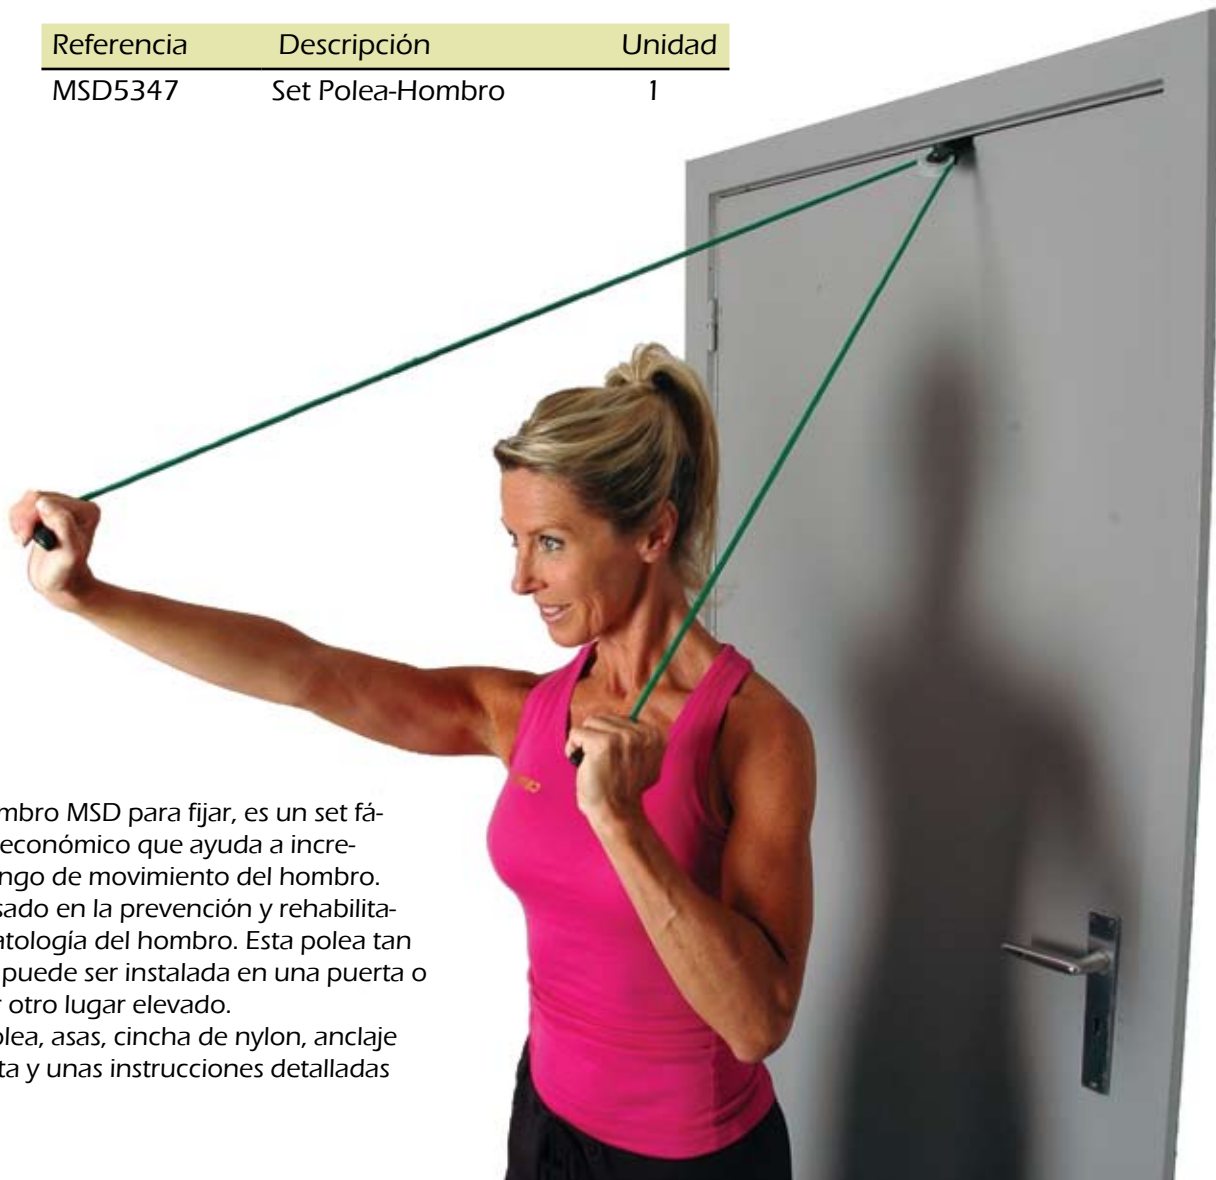 Referencia Descripción Unidad
MSD5347 Set Polea-Hombro 1
mbro MSD para fijar, es un set fá-
económico que ayuda a incre-
ngo de movimiento del hombro.
sado en la prevención y rehabilita-
atología del hombro. Esta polea tan
puede ser instalada en una puerta o
r otro lugar elevado.
olea, asas, cincha de nylon, anclaje
ta y unas instrucciones detalladas